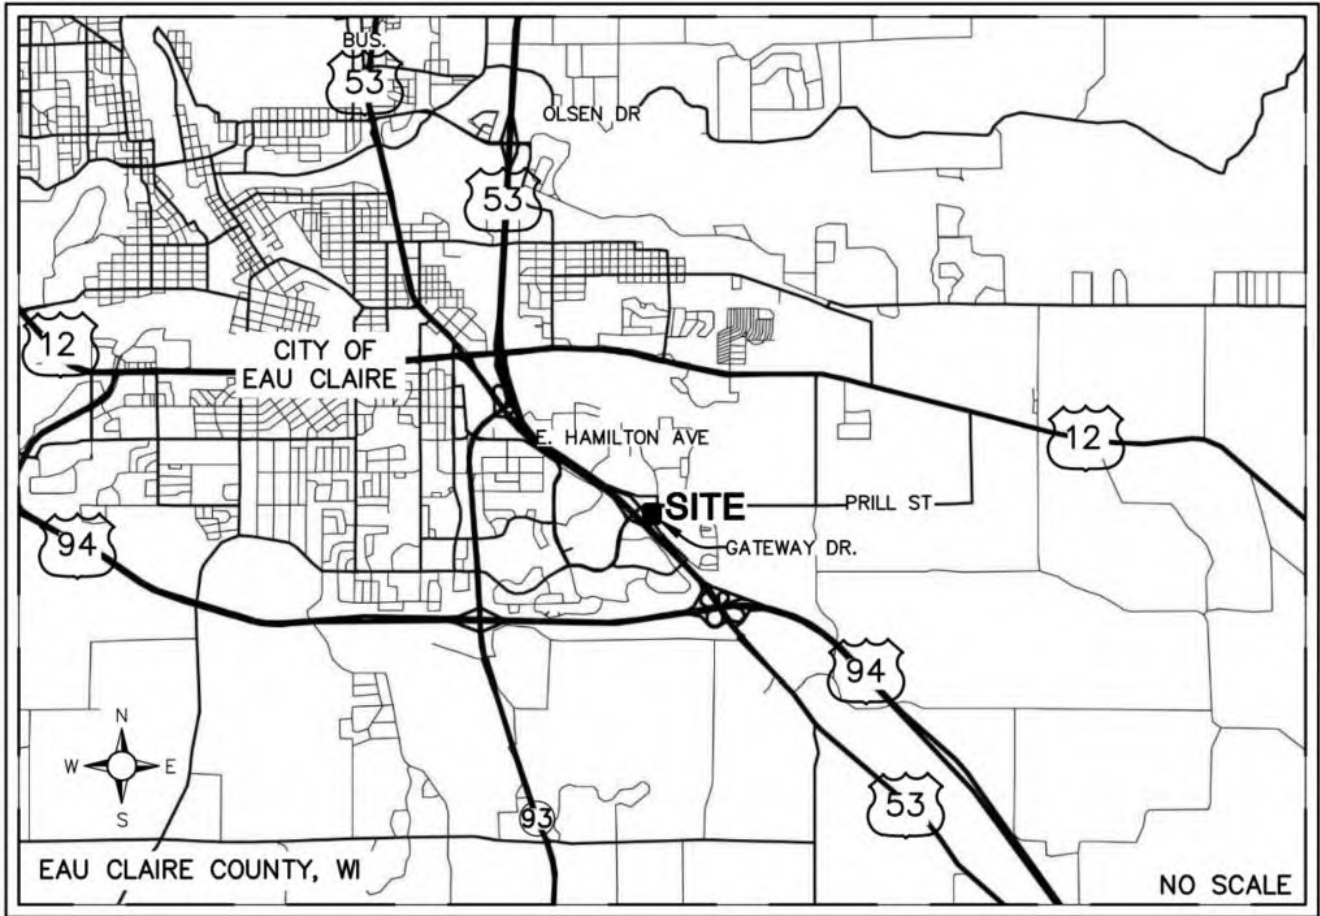 BUS.
53
OLSEN DR
53
12
CITY OF
EAU CLAIRE
12
E. HAMILTON AVE
SITE
PRILL ST
94
GATEWAY DR.
94
N
W E
S
93
53
EAU CLAIRE COUNTY, WI
NO SCALE